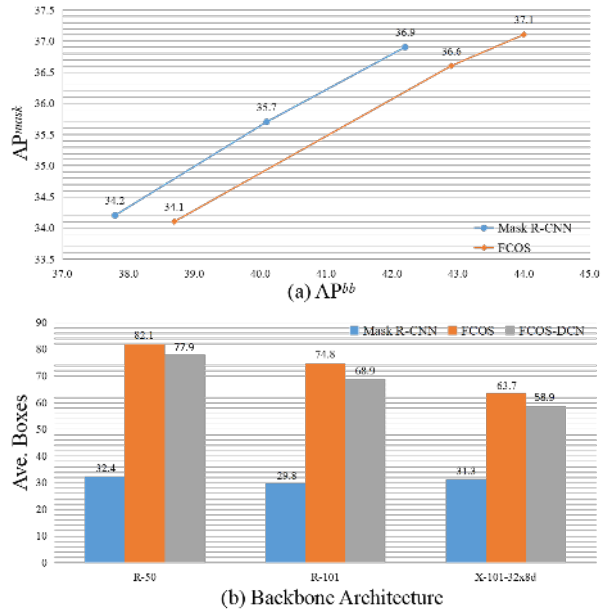 37.5
37.0
36.5
36.0
35.5
35.0
34.5
34.0
33.5
APmask
34.2
35.7
36.9
34.1
36.6
37.1
Mask R-CNN
FCOS
37.0 38.0 39.0 40.0 41.0 42.0 43.0 44.0 45.0
(a) APbb
90
80
70
60
50
40
30
20
10
0
Ave. Boxes
Mask R-CNN FCOS FCOS-DCN
32.4 82.1 77.9
29.8 74.8 68.9
31.3 63.7 58.9
R-50 R-101 X-101-32x8d
(b) Backbone Architecture